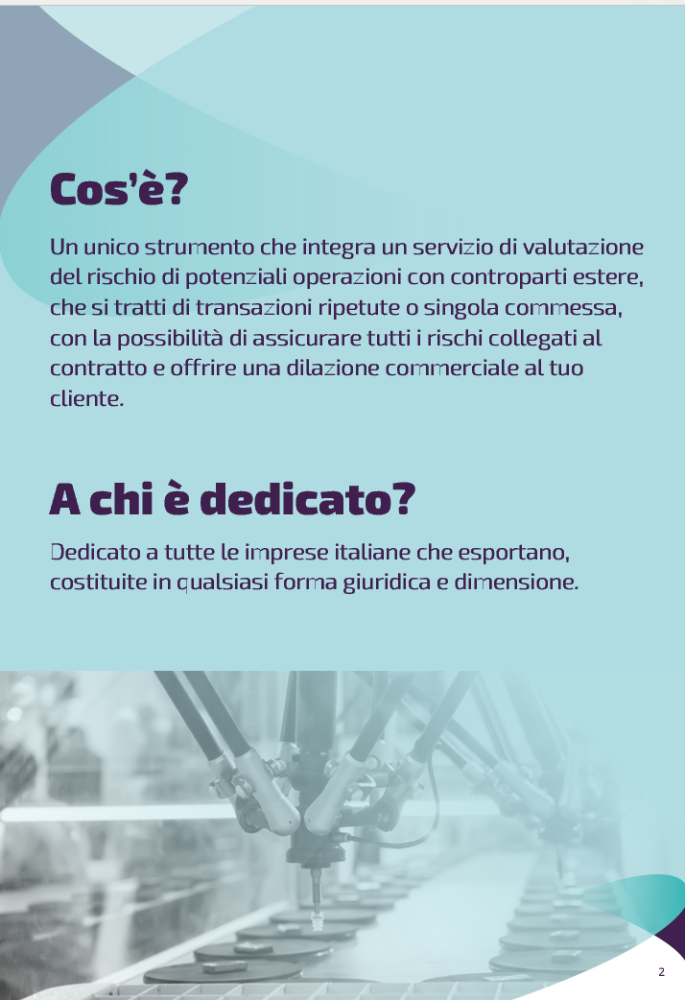 Cos’è?
Un unico strumento che integra un servizio di valutazione
del rischio di potenziali operazioni con controparti estere,
che si tratti di transazioni ripetute o singola commessa,
con la possibilità di assicurare tutti i rischi collegati al
contratto e offrire una dilazione commerciale al tuo
cliente.
A chi è dedicato?
Dedicato a tutte le imprese italiane che esportano,
costituite in qualsiasi forma giuridica e dimensione.
2